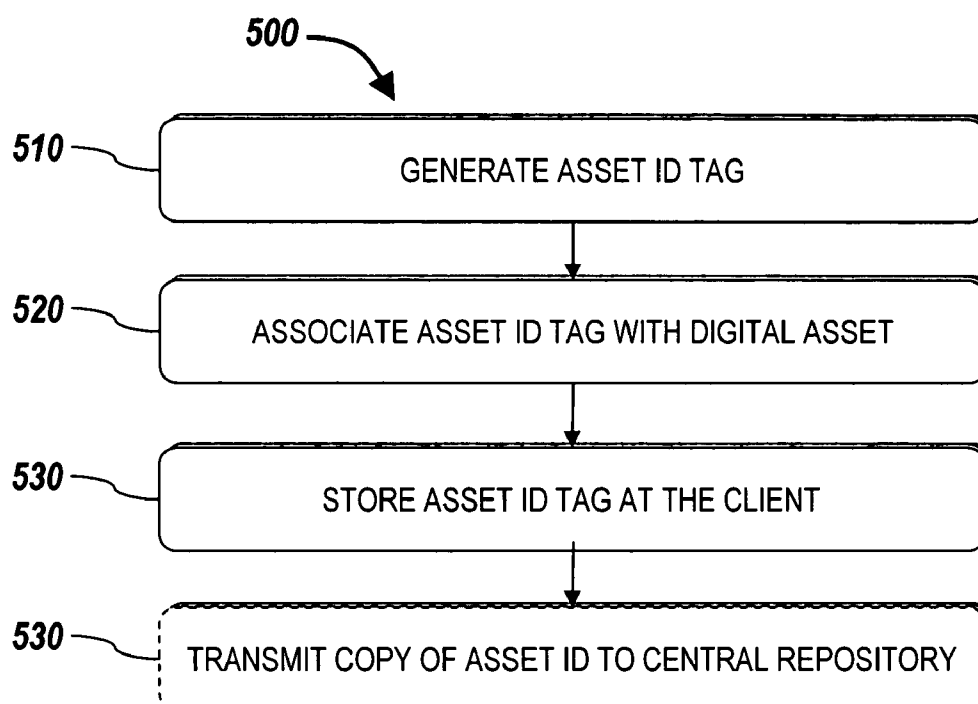 500
510
GENERATE ASSET ID TAG
520
ASSOCIATE ASSET ID TAG WITH DIGITAL ASSET
530
STORE ASSET ID TAG AT THE CLIENT
530
TRANSMIT COPY OF ASSET ID TO CENTRAL REPOSITORY